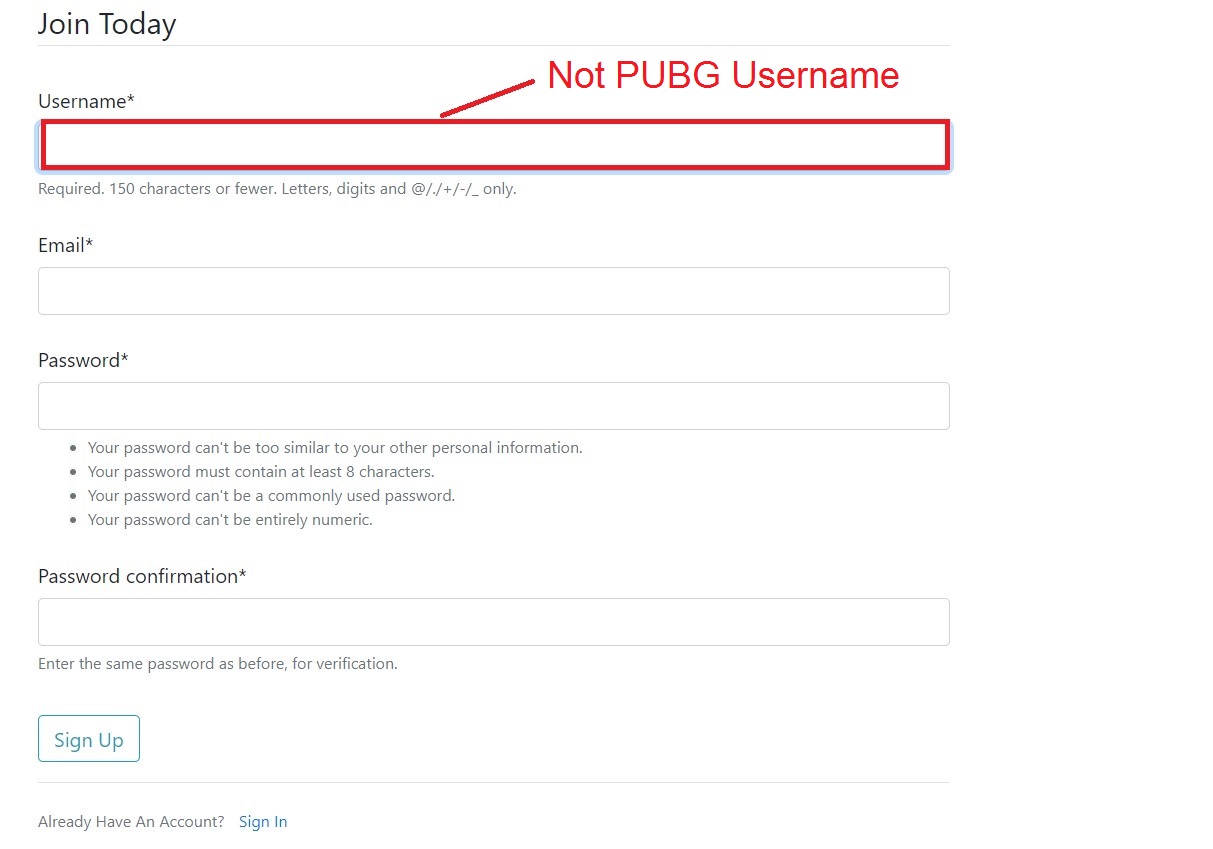 Join Today
Not PUBG Username
Username*
Required. 150 characters or fewer. Letters, digits and @/./+/-/_ only.
Email*
Password*
Your password can't be too similar to your other personal information.
Your password must contain at least 8 characters.
Your password can't be a commonly used password.
Your password can't be entirely numeric.
Password confirmation*
Enter the same password as before, for verification.
Sign Up
Already Have An Account? Sign In